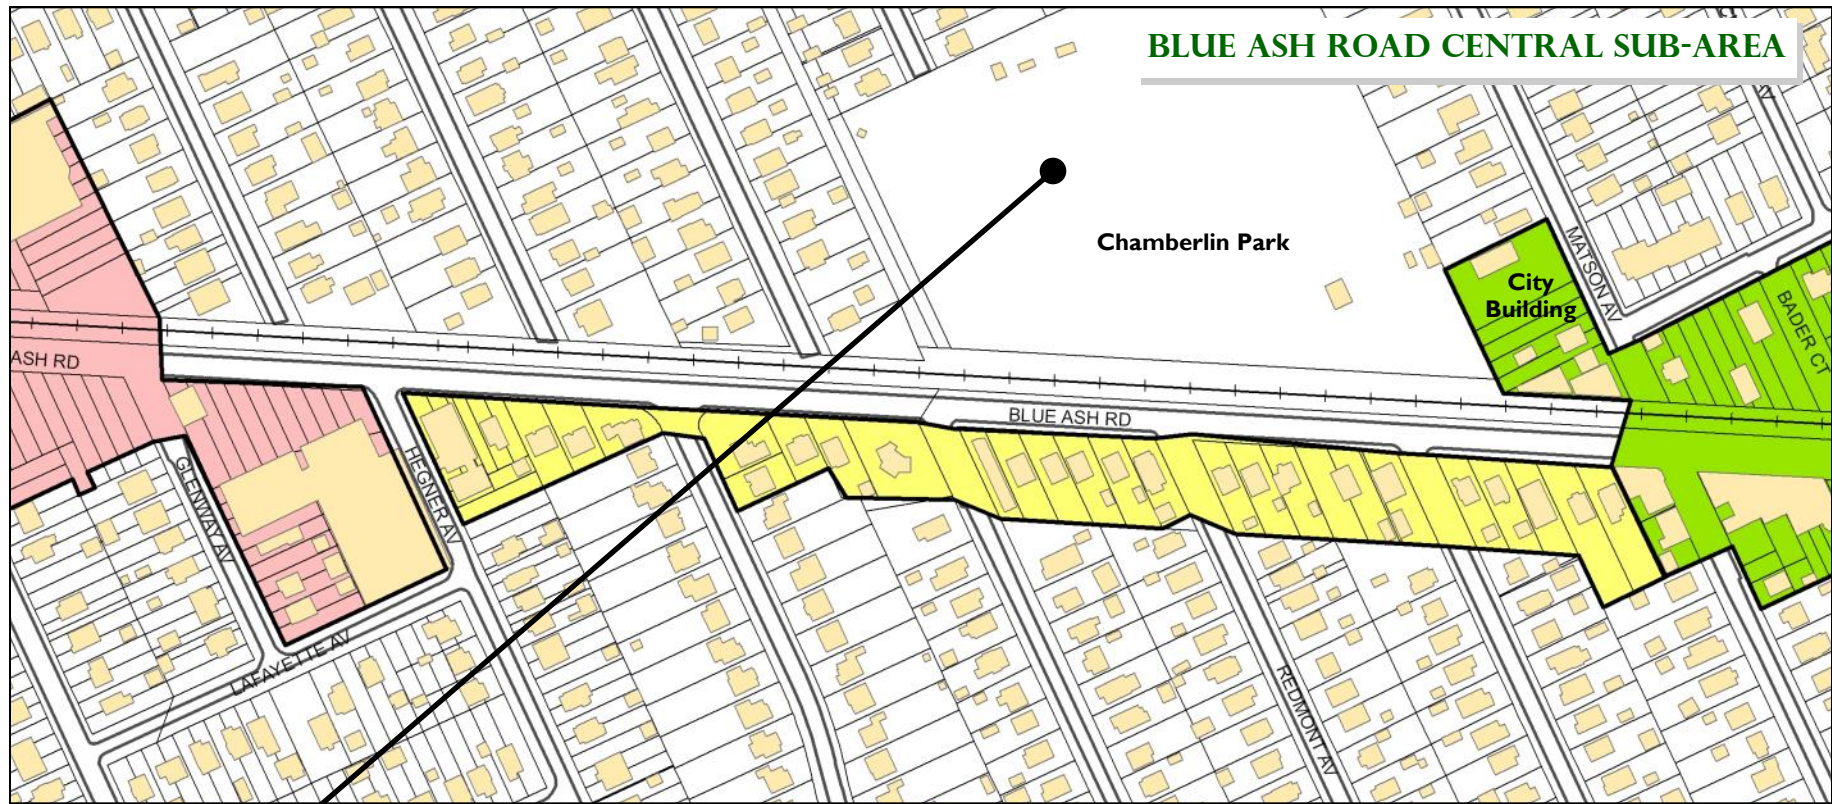 BLUE ASH ROAD CENTRAL SUB-AREA
Chamberlin Park
City
Building
MATSON AV
BADER CT
ASH RD
BLUE ASH RD
GLENWAY AV
HEGNER AV
LAFAYETTE AV
REDMONT AV